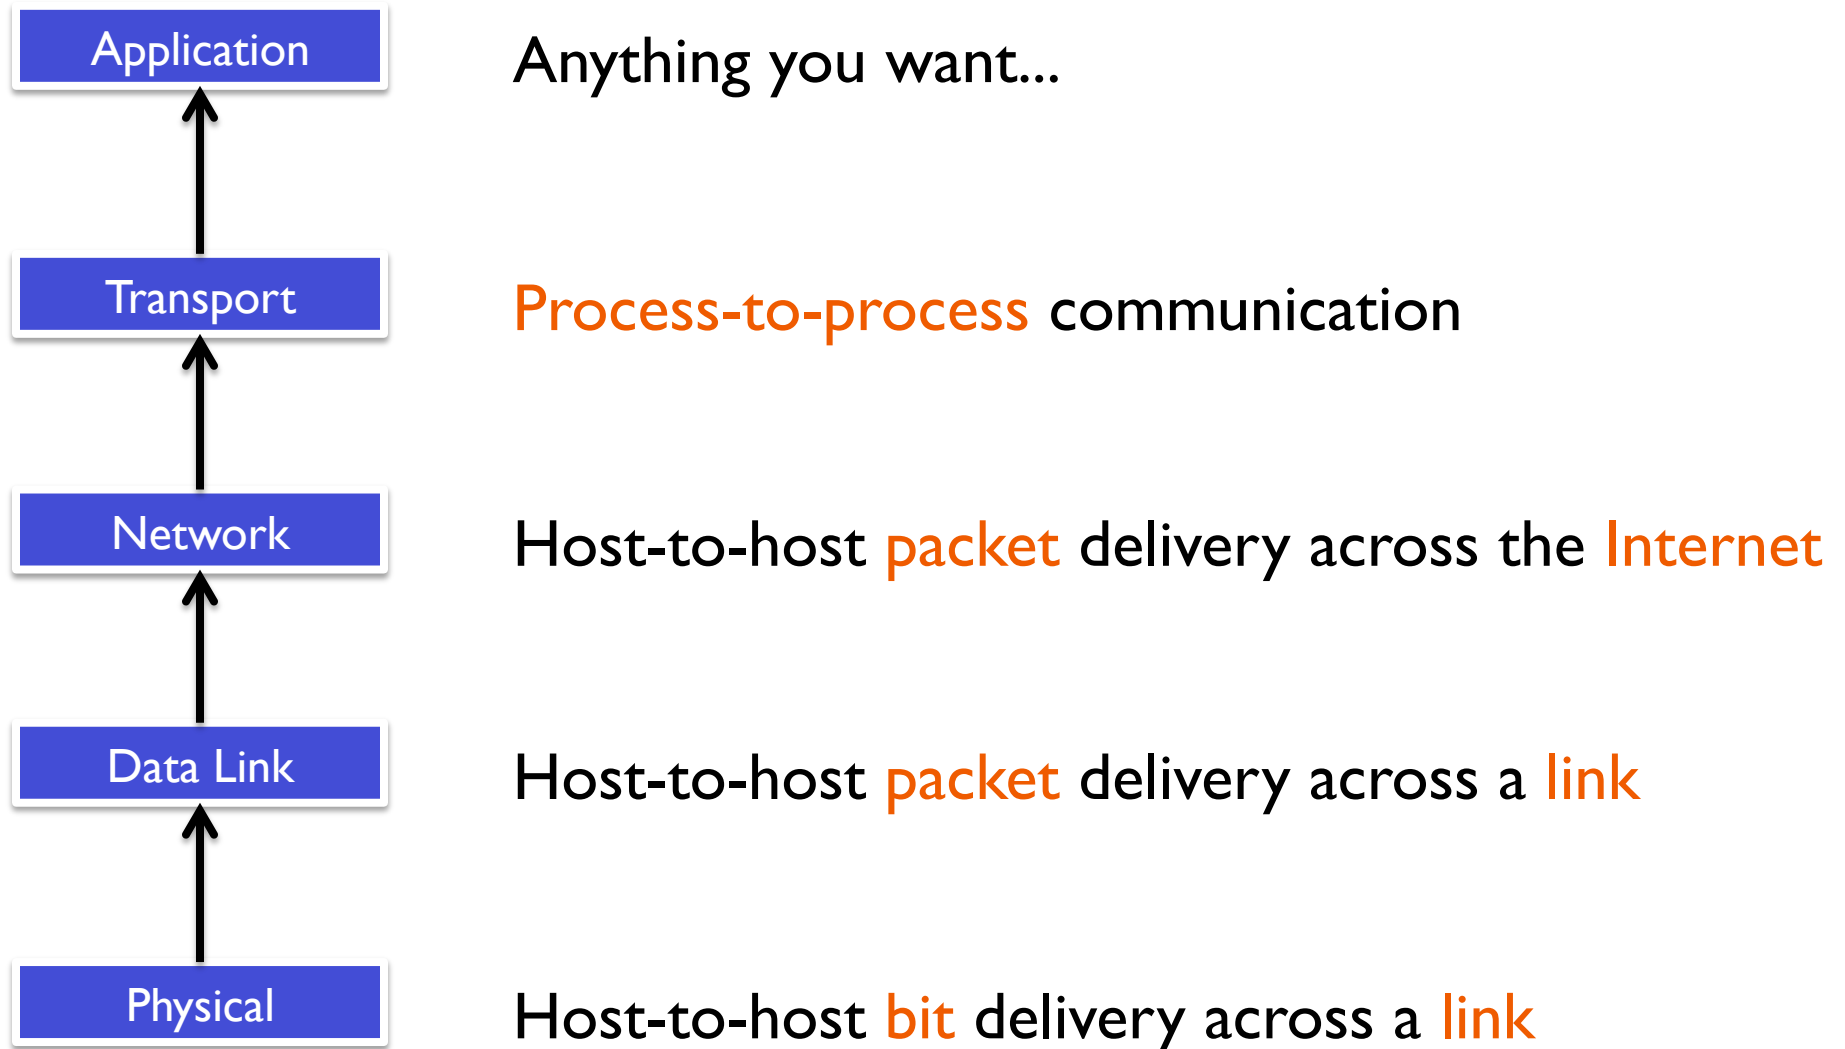 Application
Anything you want...
Transport
Process-to-process communication
Network
Host-to-host packet delivery across the Internet
Data Link
Host-to-host packet delivery across a link
Physical
Host-to-host bit delivery across a link